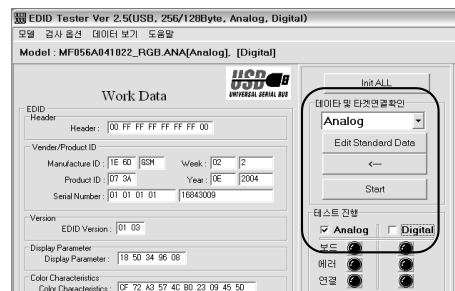 EDID Tester Ver 2.5(USB, 256/128Byte, Analog, Digital)
모델 검사 옵션 데이터 보기 도움말
Model : MF056A041022_RGB.ANA[Analog], [Digital]
Work Data
USB
UNIVERSAL SERIAL BUS
EDID
Header
Header : 00 FF FF FF FF FF FF 00
Vender/Product ID
Manufacture ID : 1E 6D GSM Week : 02 2
Product ID : 07 3A Year : 0E 2004
Serial Number : 01 01 01 01 16843009
Version
EDID Version : 01 03
Display Parameter
Display Parameter : 18 5D 34 96 08
Color Characteristics
Color Characteristics : CF 72 A3 57 4C B0 23 09 45 5D
Init ALL
데이타 및 타겟연결확인
Analog
Edit Standard Data
<--
Start
테스트 진행
Analog Digital
보드
에러
연결